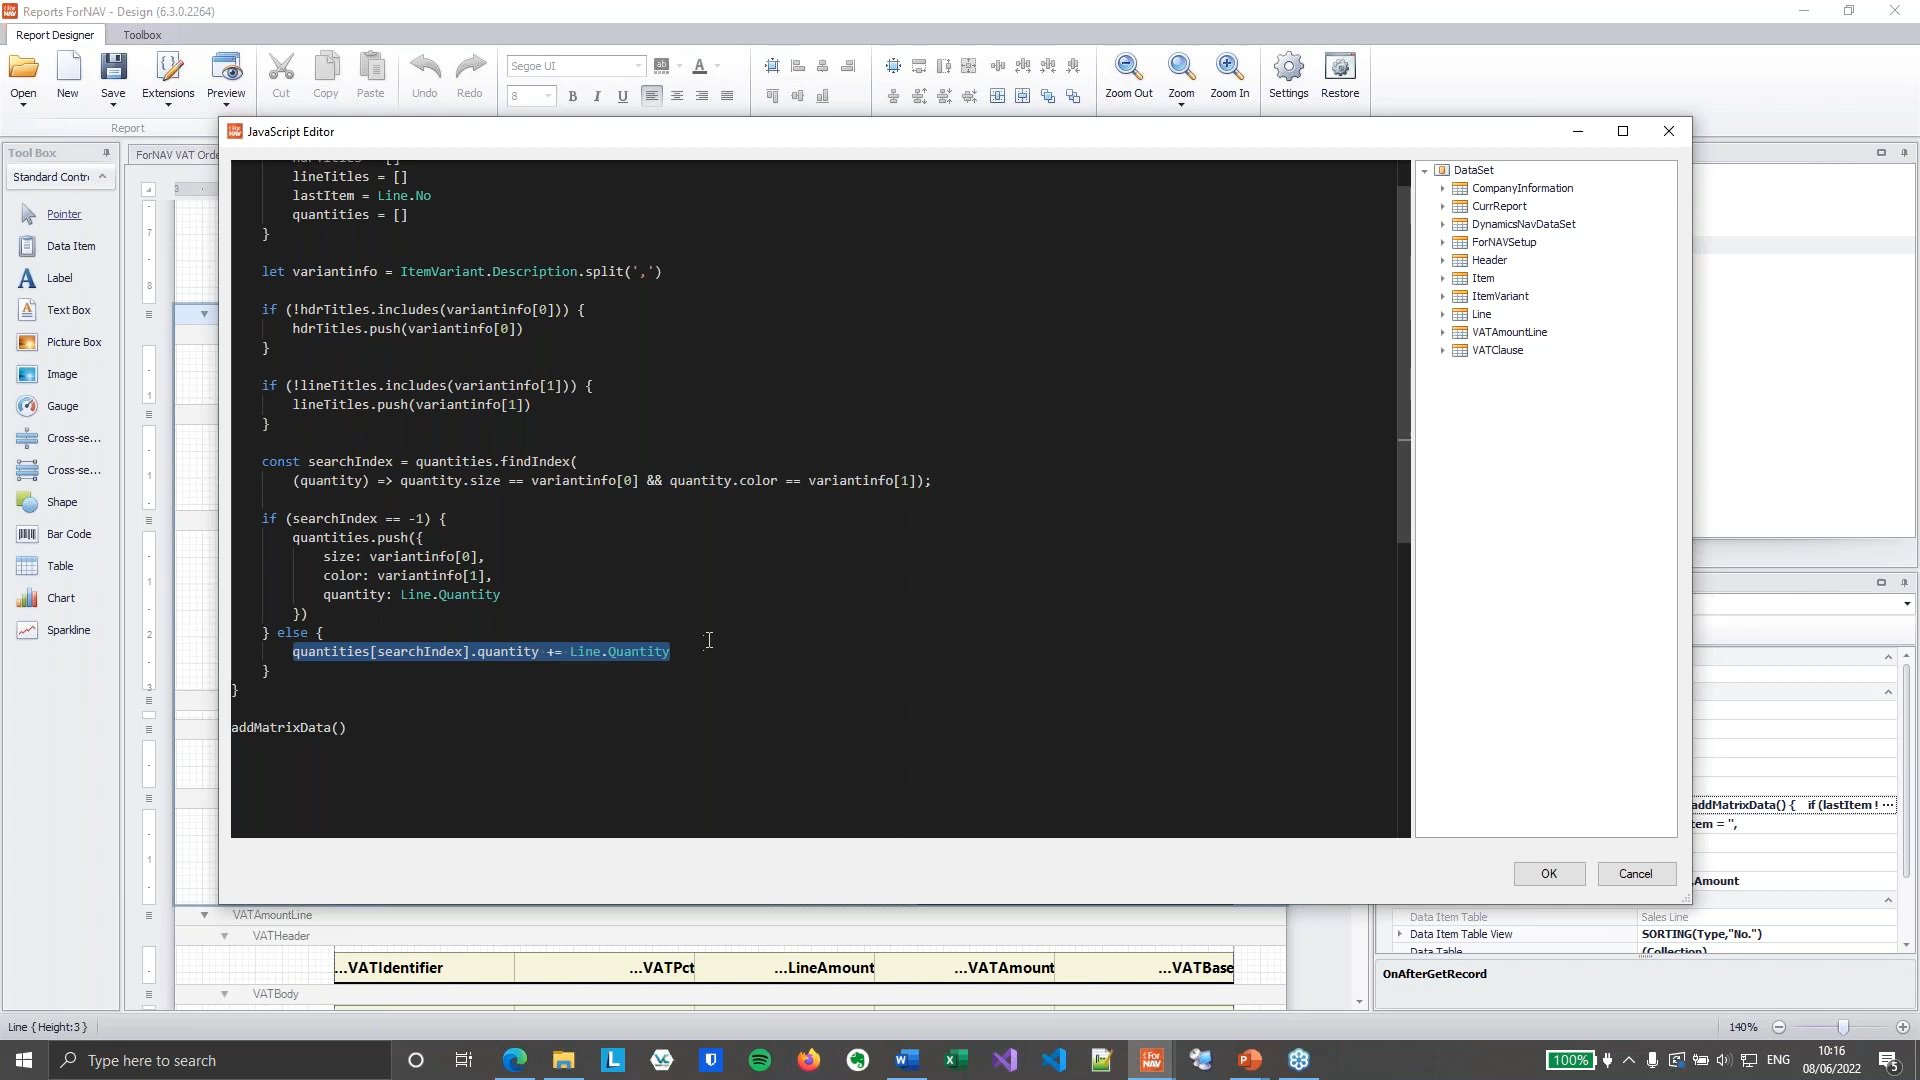 Reports ForNAV - Design (6.3.0.2264)
Report Designer
Toolbox
Open
New
Save
Extensions
Preview
Cut
Copy
Paste
Undo
Redo
Segoe UI
8
B
I
U
Zoom Out
Zoom
Zoom In
Settings
Restore
Report
Tool Box
Standard Contr
Pointer
Data Item
Label
Text Box
Picture Box
Image
Gauge
Cross-se...
Cross-se...
Shape
Bar Code
Table
Chart
Sparkline
ForNAV VAT Orde
JavaScript Editor
lineTitles = []
lastItem = Line.No
quantities = []
}
let variantinfo = ItemVariant.Description.split(',')
if (!hdrTitles.includes(variantinfo[0])) {
hdrTitles.push(variantinfo[0])
}
if (!lineTitles.includes(variantinfo[1])) {
lineTitles.push(variantinfo[1])
}
const searchIndex = quantities.findIndex(
(quantity) => quantity.size == variantinfo[0] && quantity.color == variantinfo[1]);
if (searchIndex == -1) {
quantities.push({
size: variantinfo[0],
color: variantinfo[1],
quantity: Line.Quantity
})
} else {
quantities[searchIndex].quantity += Line.Quantity
}
}
addMatrixData()
DataSet
CompanyInformation
CurrReport
DynamicsNavDataSet
ForNAVSetup
Header
Item
ItemVariant
Line
VATAmountLine
VATClause
OK
Cancel
addMatrixData() { if (lastItem ! ...
tem = '',
.Amount
Data Item Table
Sales Line
Data Item Table View
SORTING(Type,"No.")
Data Table
(Collection)
OnAfterGetRecord
VATAmountLine
VATHeader
...VATIdentifier
...VATPct
...LineAmount
...VATAmount
...VATBase
VATBody
Line {Height:3}
140%
Type here to search
100%
ENG
10:16
08/06/2022
5